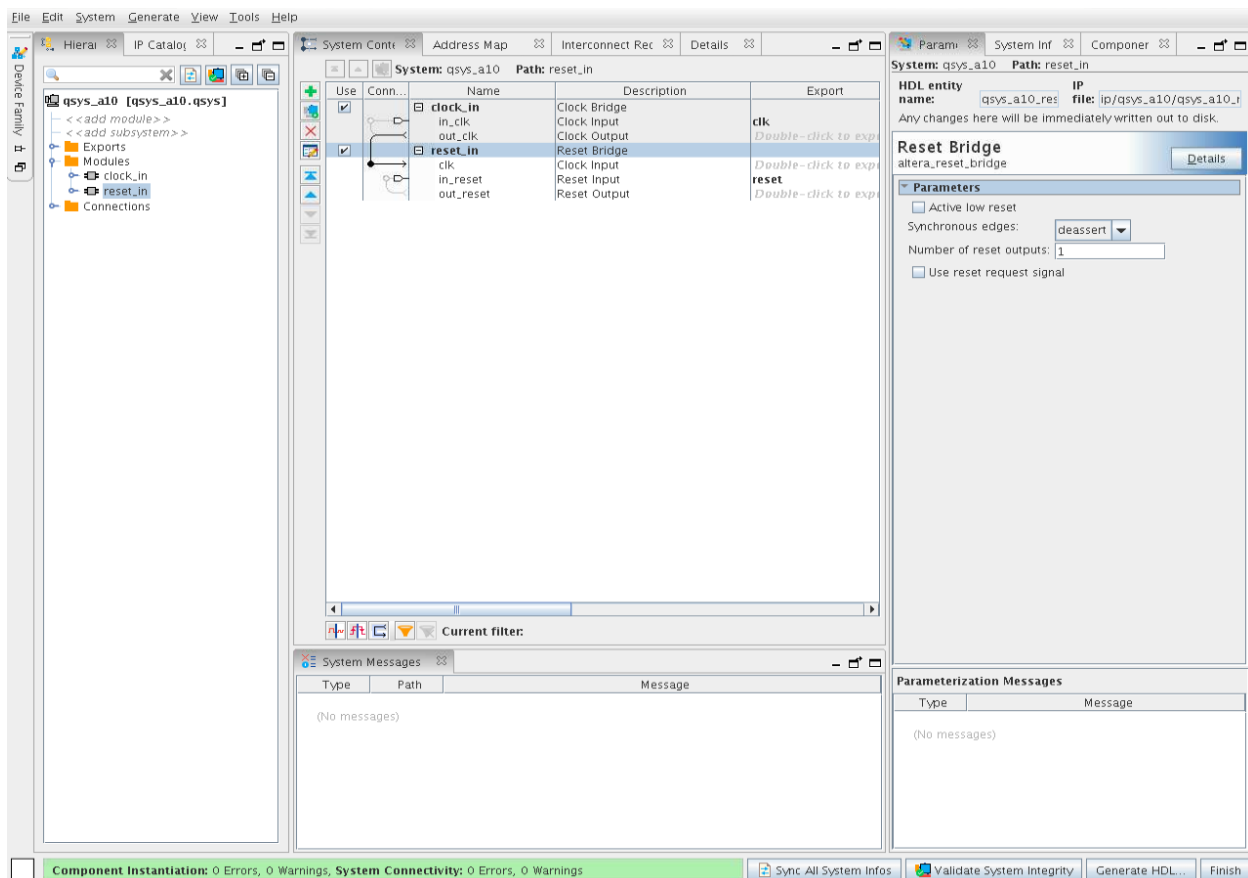 File Edit System Generate View Tools Help
Device Family
Hierar IP Catalog
qsys_a10 [qsys_a10.qsys]
<<add module>>
<<add subsystem>>
Exports
Modules
clock_in
reset_in
Connections
System Conte Address Map Interconnect Rec Details
System: qsys_a10 Path: reset_in
Use Conn... Name Description Export
clock_in Clock Bridge
in_clk Clock Input clk
out_clk Clock Output Double-click to expo
reset_in Reset Bridge
clk Clock Input Double-click to expo
in_reset Reset Input reset
out_reset Reset Output Double-click to expo
Current filter:
System Messages
Type Path Message
(No messages)
Param System Inf Componer
System: qsys_a10 Path: reset_in
HDL entity name: qsys_a10_res IP file: ip/qsys_a10/qsys_a10_r
Any changes here will be immediately written out to disk.
Reset Bridge
altera_reset_bridge
Details
Parameters
Active low reset
Synchronous edges: deassert
Number of reset outputs: 1
Use reset request signal
Parameterization Messages
Type Message
(No messages)
Component Instantiation: 0 Errors, 0 Warnings, System Connectivity: 0 Errors, 0 Warnings
Sync All System Infos Validate System Integrity Generate HDL... Finish